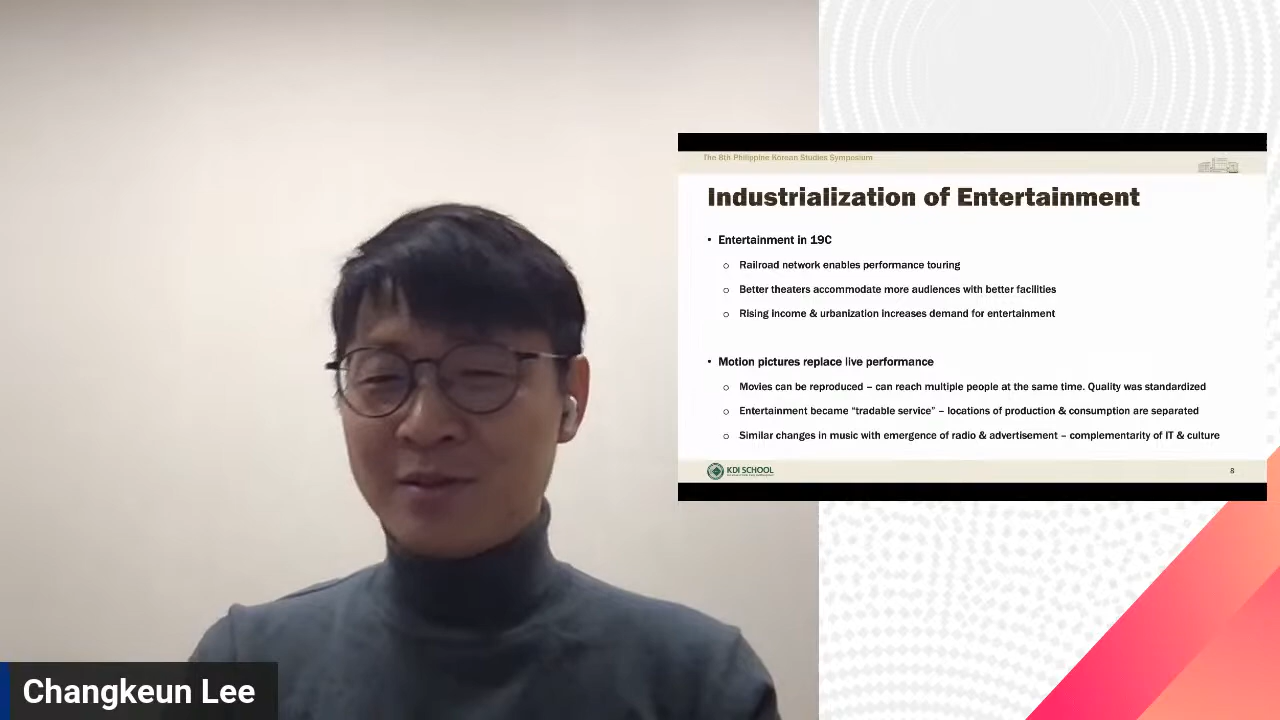 The 8th Philippine Korean Studies Symposium
Industrialization of Entertainment
▪ Entertainment in 19C
o Railroad network enables performance touring
o Better theaters accommodate more audiences with better facilities
o Rising income & urbanization increases demand for entertainment
▪ Motion pictures replace live performance
o Movies can be reproduced – can reach multiple people at the same time. Quality was standardized
o Entertainment became “tradable service” – locations of production & consumption are separated
o Similar changes in music with emergence of radio & advertisement – complementarity of IT & culture
KDI SCHOOL
8
Changkeun Lee